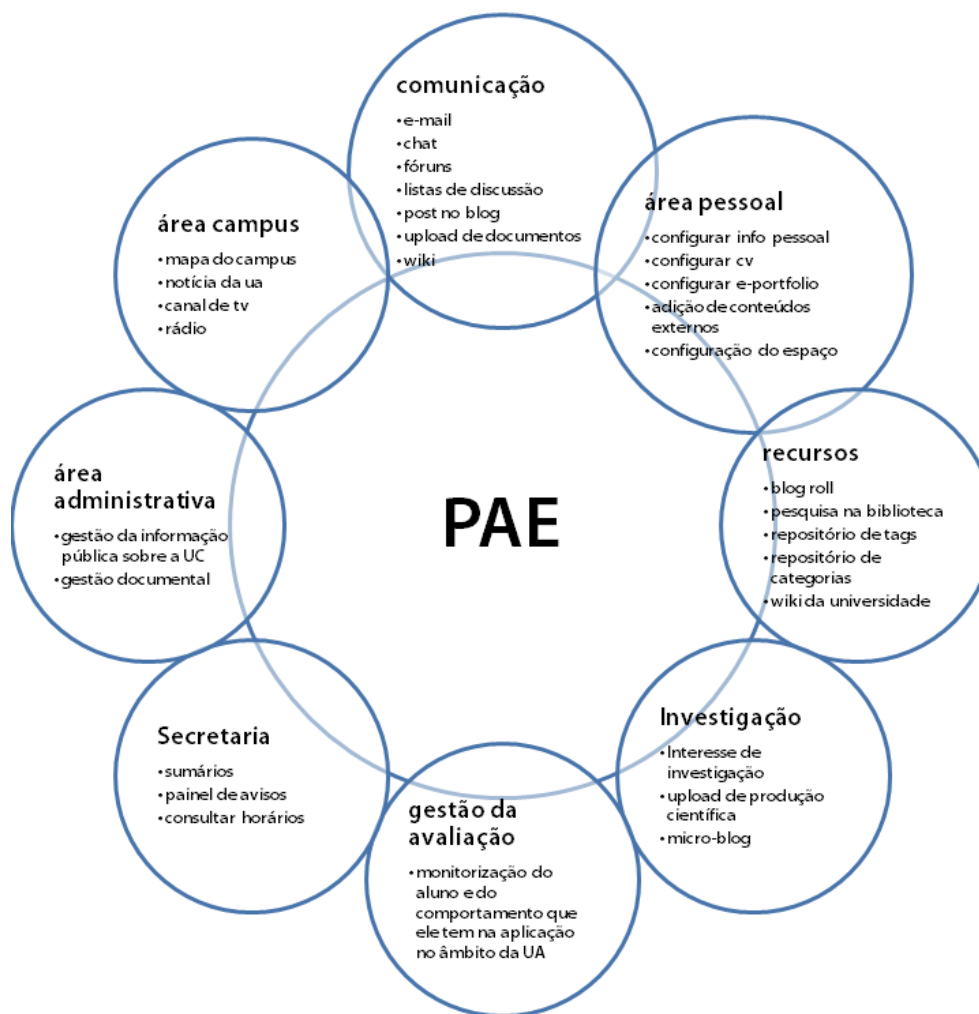 comunicação
•e-mail
•chat
•fóruns
•listas de discussão
•post no blog
•upload de documentos
•wiki
área pessoal
•configurar info pessoal
•configurar cv
•configurar e-portfolio
•adição de conteúdos
externos
•configuração do espaço
recursos
•blog roll
•pesquisa na biblioteca
•repositório de tags
•repositório de
categorias
•wiki da universidade
Investigação
•Interesse de
investigação
•upload de produção
científica
•micro-blog
gestão da
avaliação
•monitorização do
aluno e do
comportamento que
ele tem na aplicação
no âmbito da UA
Secretaria
•sumários
•painel de avisos
•consultar horários
área
administrativa
•gestão da informação
pública sobre a UC
•gestão documental
área campus
•mapa do campus
•notícia da ua
•canal de tv
•rádio
PAE